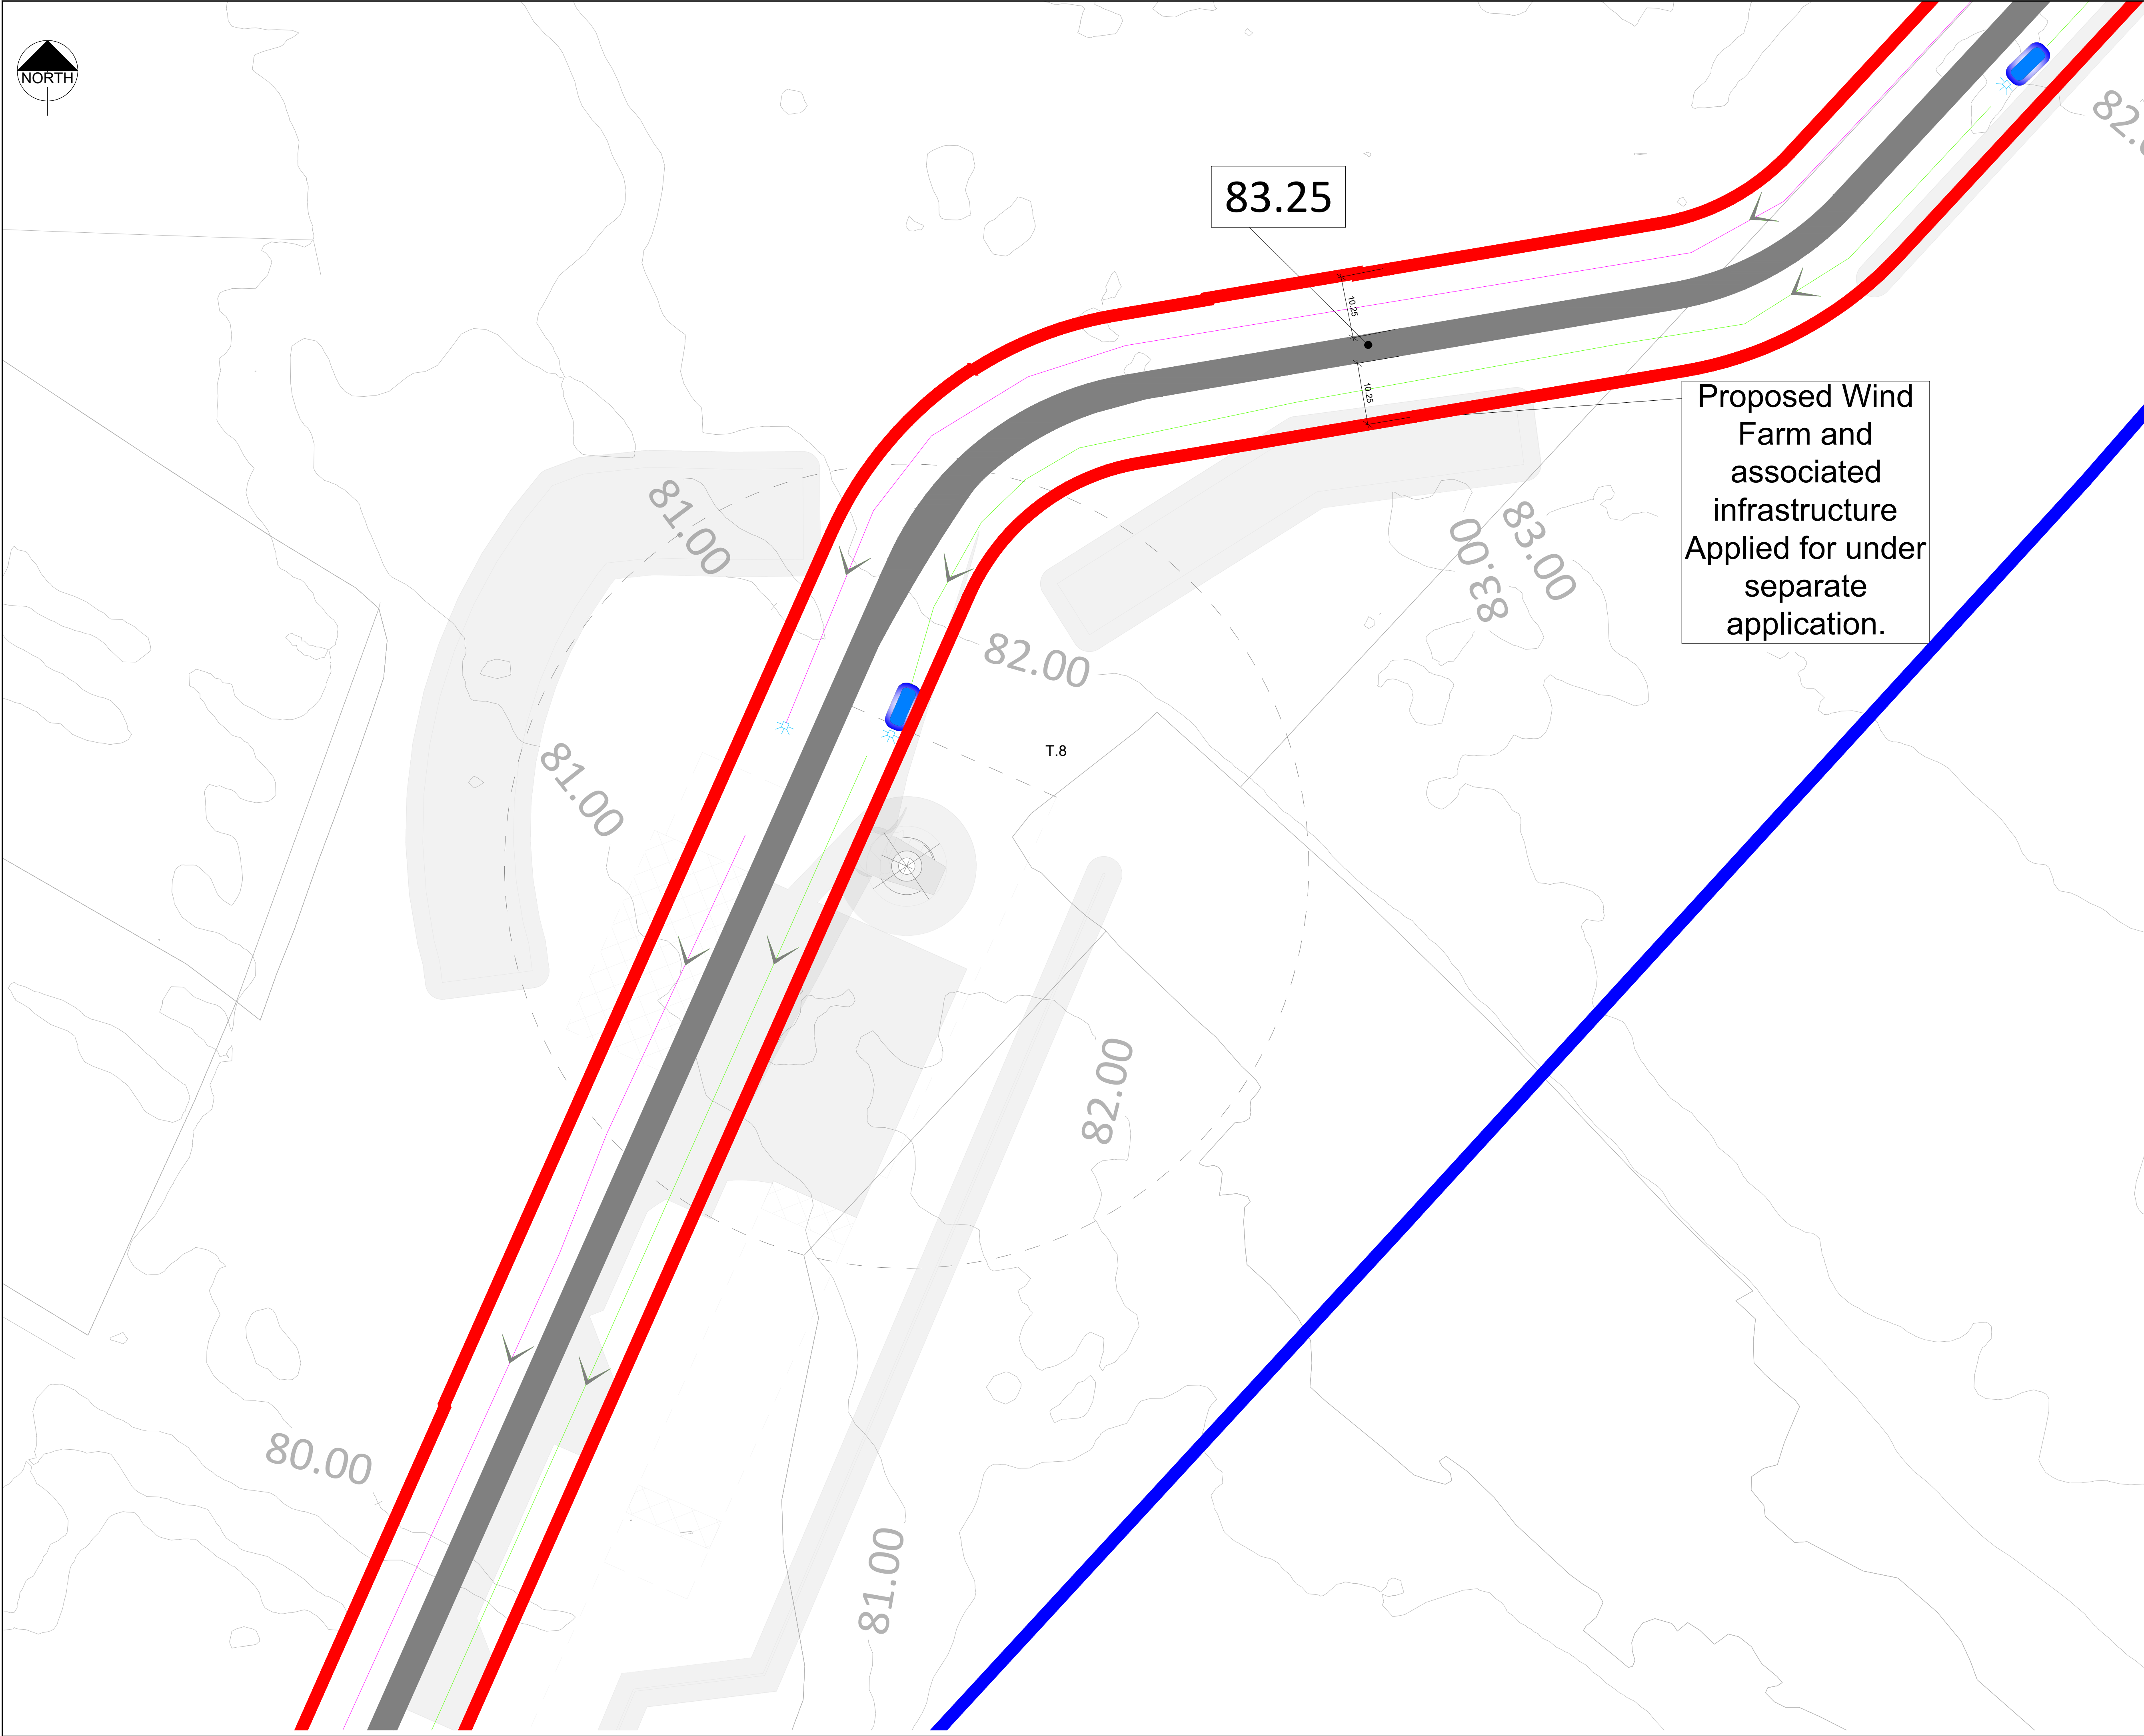 NORTH
82.
83.25
10.25
10.25
Proposed Wind
Farm and
associated
infrastructure
Applied for under
separate
application.
81.00
83.00
83.00
82.00
T.8
81.00
82.00
80.00
81.00